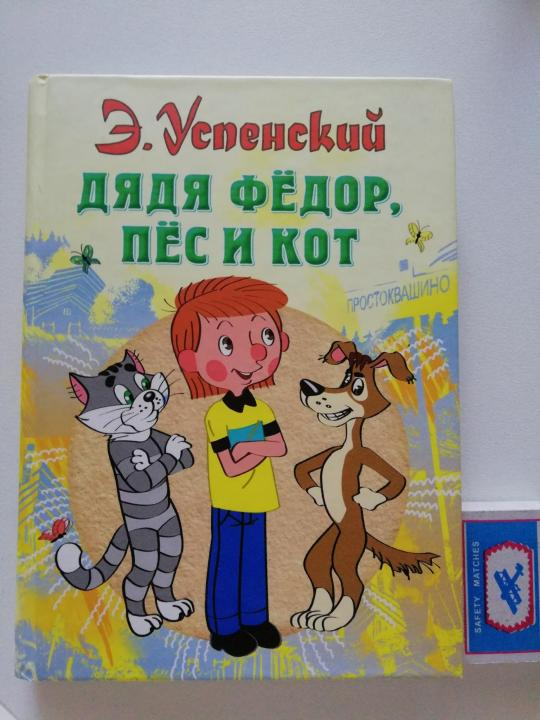 Э. Успенский
ДЯДЯ ФЁДОР,
ПЁС И КОТ
ПРОСТОКВАШИНО
SAFETY MATCHES